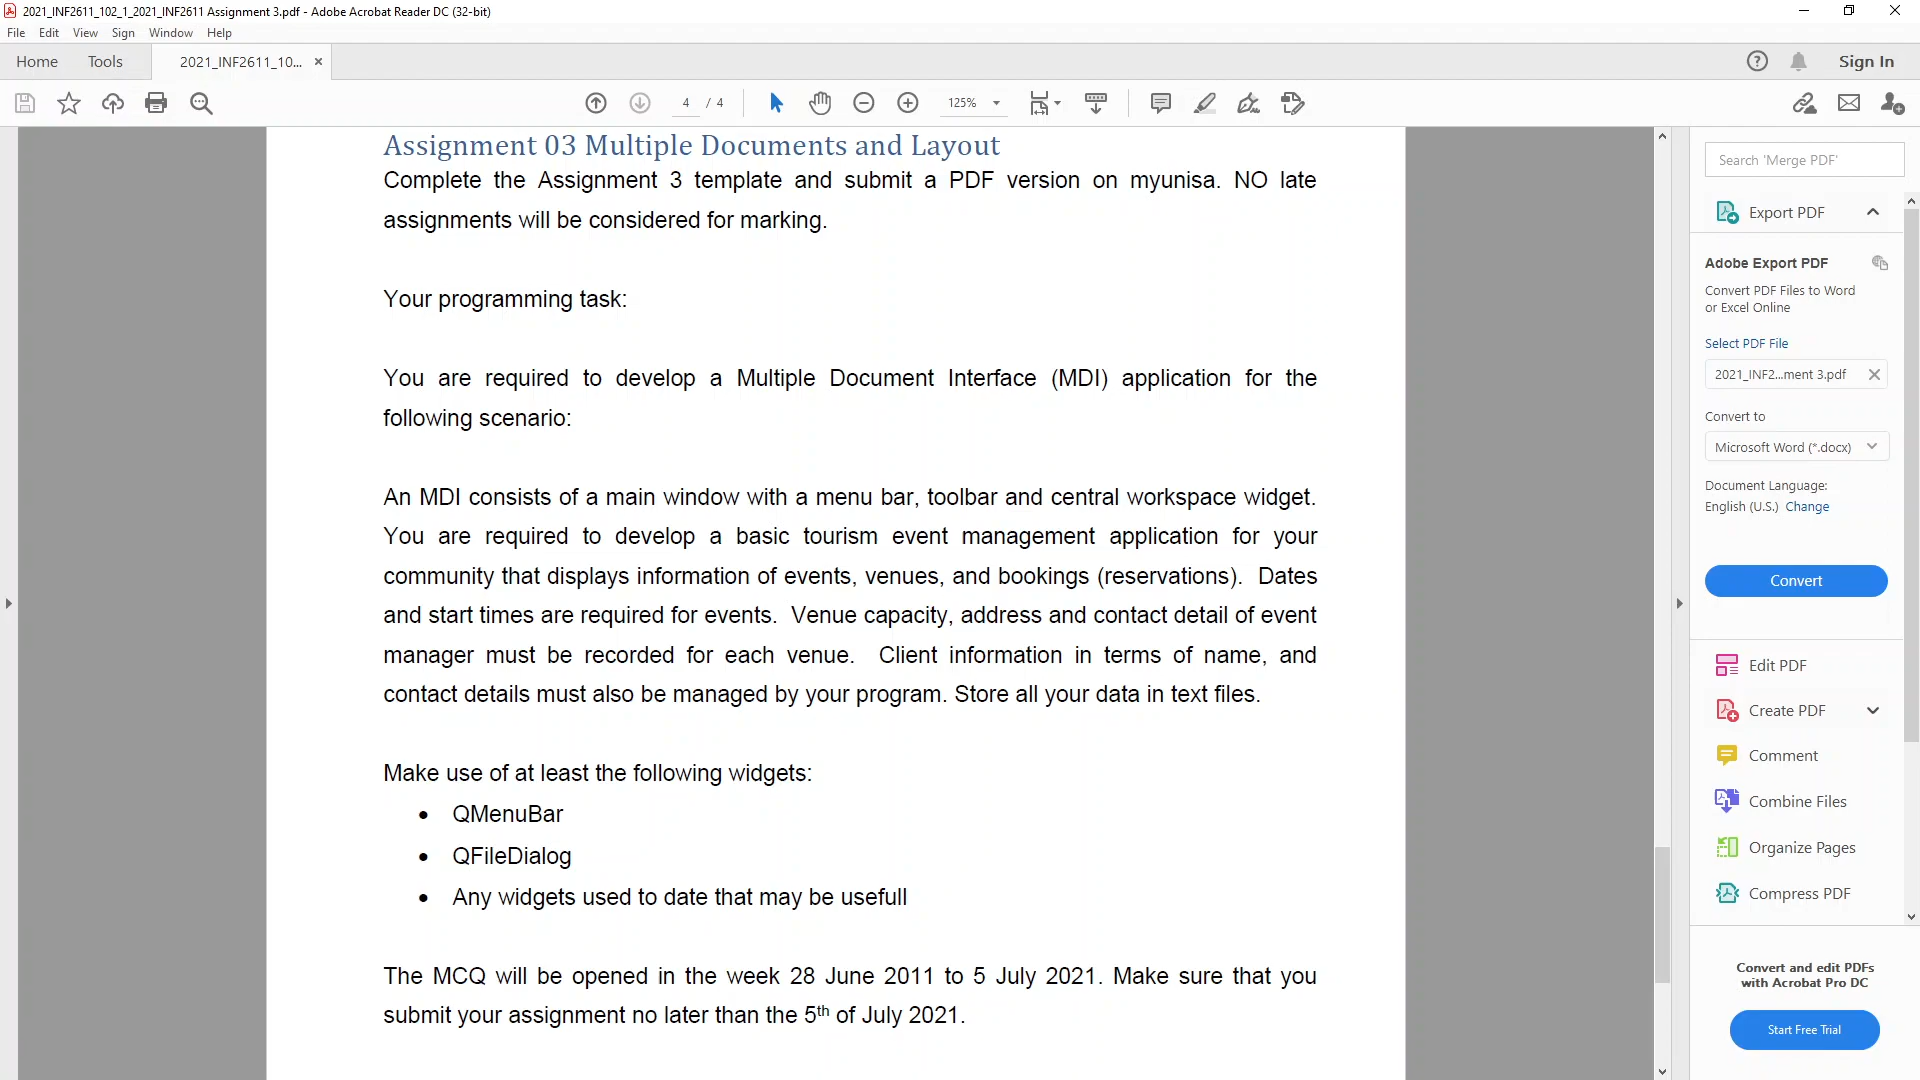 2021_INF2611_102_1_2021_INF2611 Assignment 3.pdf - Adobe Acrobat Reader DC (32-bit)
File Edit View Sign Window Help
Home Tools 2021_INF2611_10... ×
Sign In
4 / 4
125%
Search 'Merge PDF'
Export PDF
Adobe Export PDF
Convert PDF Files to Word
or Excel Online
Select PDF File
2021_INF2...ment 3.pdf
Convert to
Microsoft Word (*.docx)
Document Language:
English (U.S.) Change
Convert
Edit PDF
Create PDF
Comment
Combine Files
Organize Pages
Compress PDF
Convert and edit PDFs
with Acrobat Pro DC
Start Free Trial
Assignment 03 Multiple Documents and Layout
Complete the Assignment 3 template and submit a PDF version on myunisa. NO late
assignments will be considered for marking.
Your programming task:
You are required to develop a Multiple Document Interface (MDI) application for the
following scenario:
An MDI consists of a main window with a menu bar, toolbar and central workspace widget.
You are required to develop a basic tourism event management application for your
community that displays information of events, venues, and bookings (reservations). Dates
and start times are required for events. Venue capacity, address and contact detail of event
manager must be recorded for each venue. Client information in terms of name, and
contact details must also be managed by your program. Store all your data in text files.
Make use of at least the following widgets:
• QMenuBar
• QFileDialog
• Any widgets used to date that may be usefull
The MCQ will be opened in the week 28 June 2011 to 5 July 2021. Make sure that you
submit your assignment no later than the 5th of July 2021.